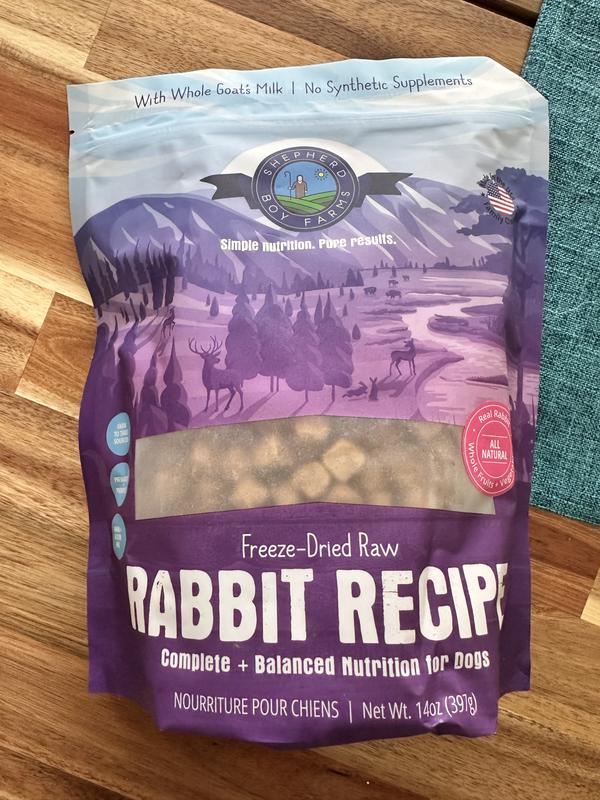 With Whole Goat's Milk | No Synthetic Supplements
SHEPHERD
BOY FARMS
Simple nutrition. Pure results.
Real Rabbit
ALL
NATURAL
Whole Fruits +
Freeze-Dried Raw
RABBIT RECIPE
Complete + Balanced Nutrition for Dogs
NOURRITURE POUR CHIENS | Net Wt. 14oz (397g)